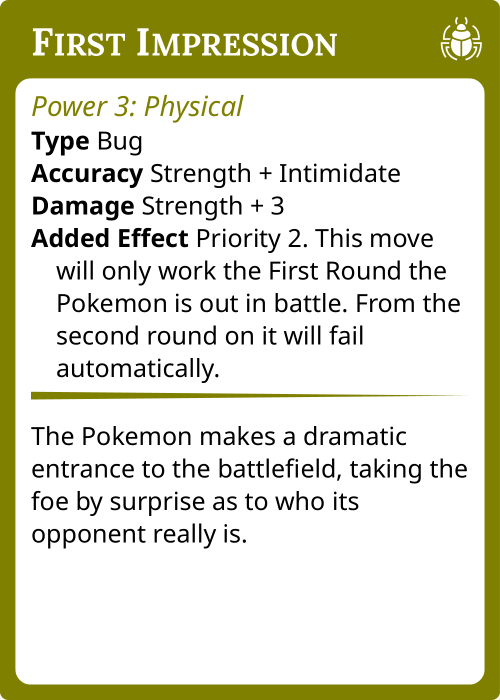 First Impression
Power 3: Physical
Type Bug
Accuracy Strength + Intimidate
Damage Strength + 3
Added Effect Priority 2. This move
will only work the First Round the
Pokemon is out in battle. From the
second round on it will fail
automatically.
The Pokemon makes a dramatic
entrance to the battlefield, taking the
foe by surprise as to who its
opponent really is.